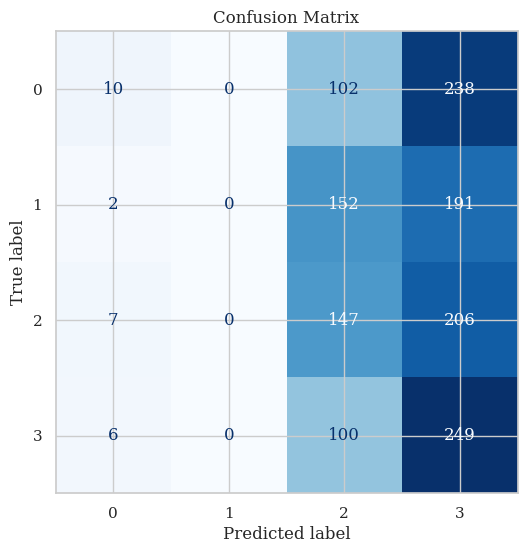 Confusion Matrix
0 10 0 102 238
1 2 0 152 191
2 7 0 147 206
3 6 0 100 249
0 1 2 3
Predicted label
True label